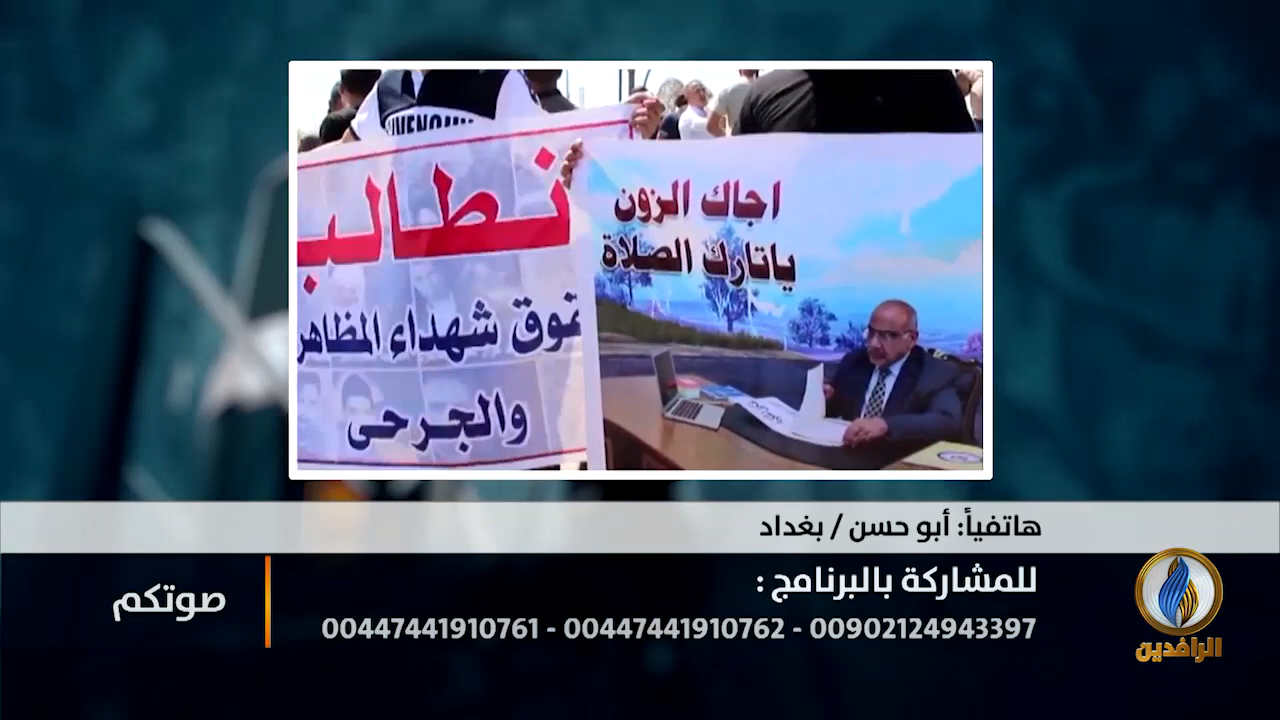 نطالب
شهداء المظاهر
والجرحى
اجاك الزون
ياتارك الصلاة
هاتفياً: أبو حسن / بغداد
للمشاركة بالبرنامج :
00447441910761 - 00447441910762 - 00902124943397
صوتكم
الرافدين